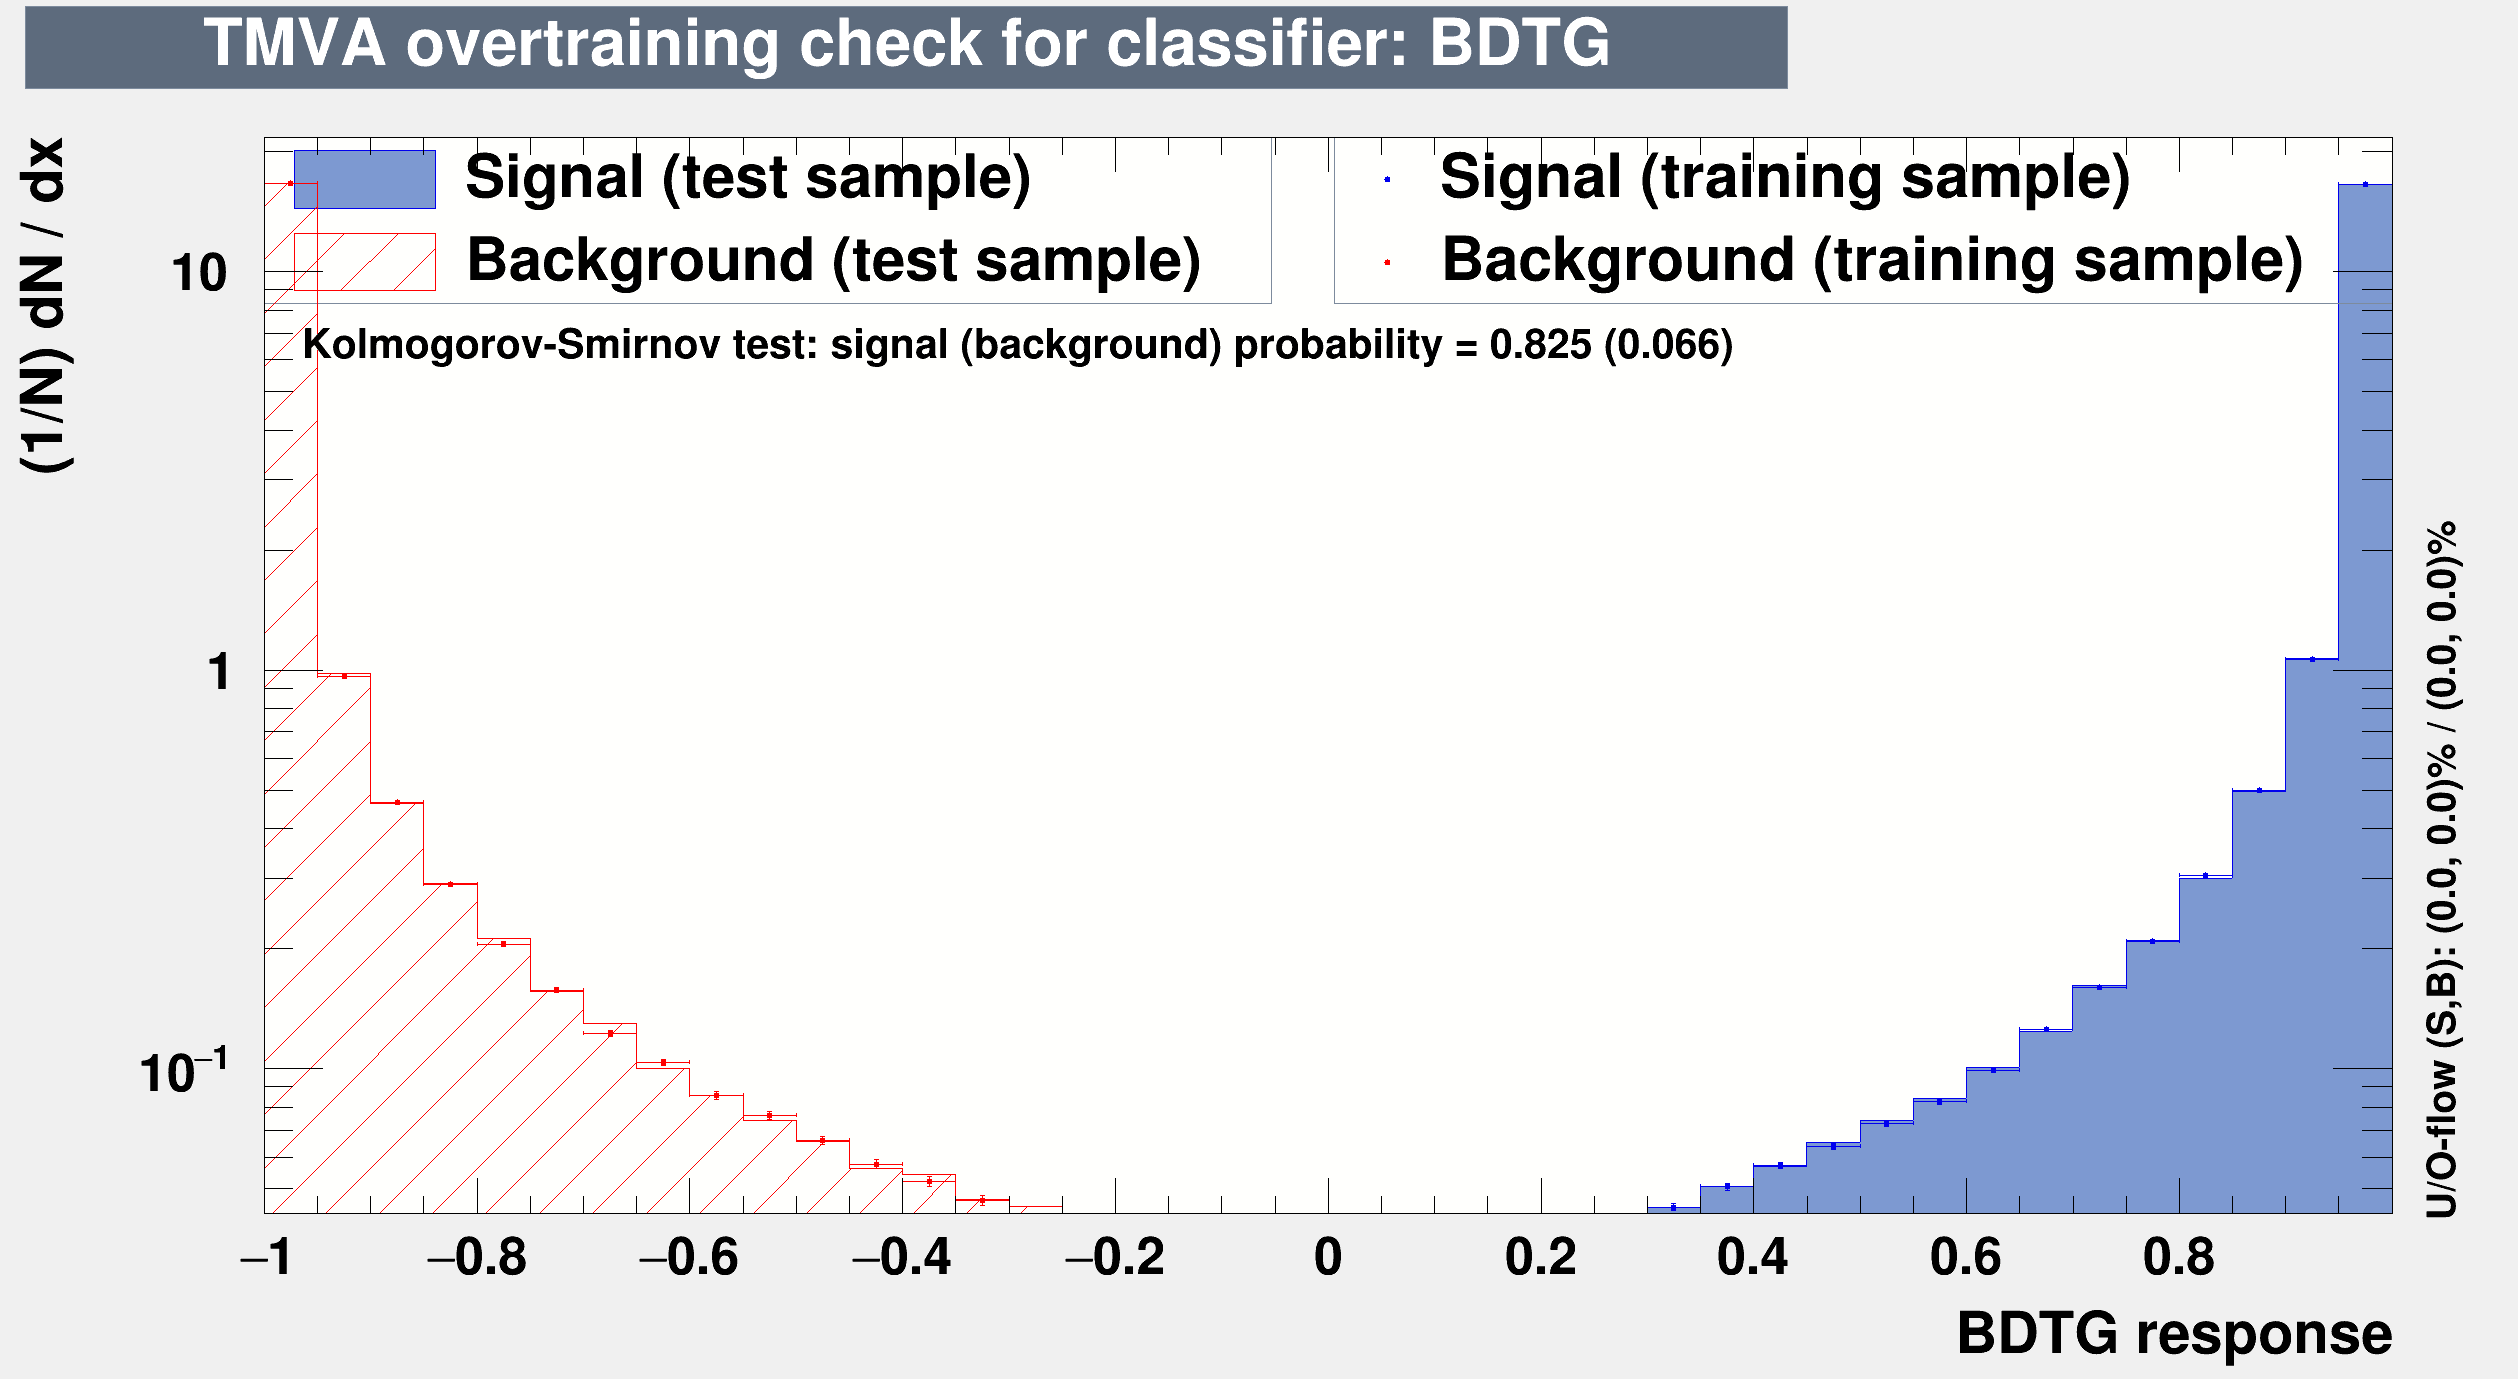 TMVA overtraining check for classifier: BDTG
(1/N) dN / dx
Signal (test sample)
Background (test sample)
Signal (training sample)
Background (training sample)
Kolmogorov-Smirnov test: signal (background) probability = 0.825 (0.066)
10
1
10⁻¹
−1 −0.8 −0.6 −0.4 −0.2 0 0.2 0.4 0.6 0.8
BDTG response
U/O-flow (S,B): (0.0, 0.0)% / (0.0, 0.0)%